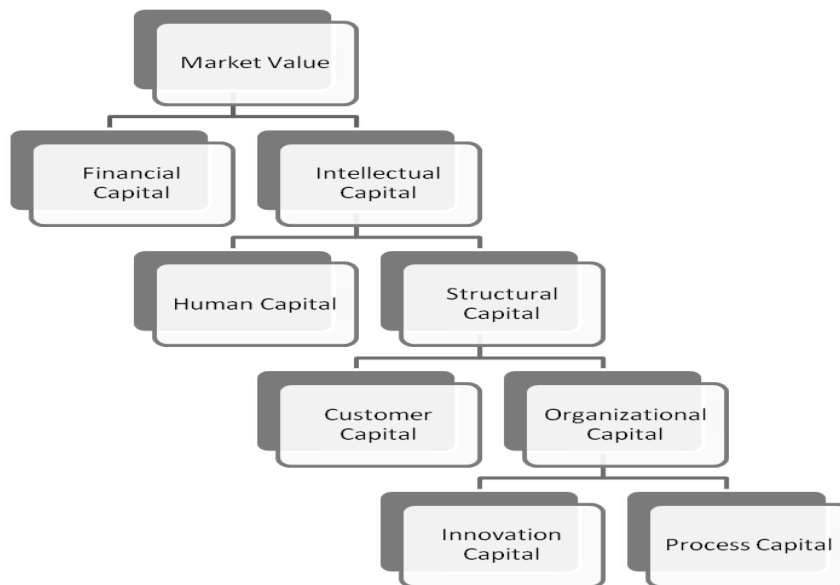 Market Value
Financial
Capital
Intellectual
Capital
Human Capital
Structural
Capital
Customer
Capital
Organizational
Capital
Innovation
Capital
Process Capital